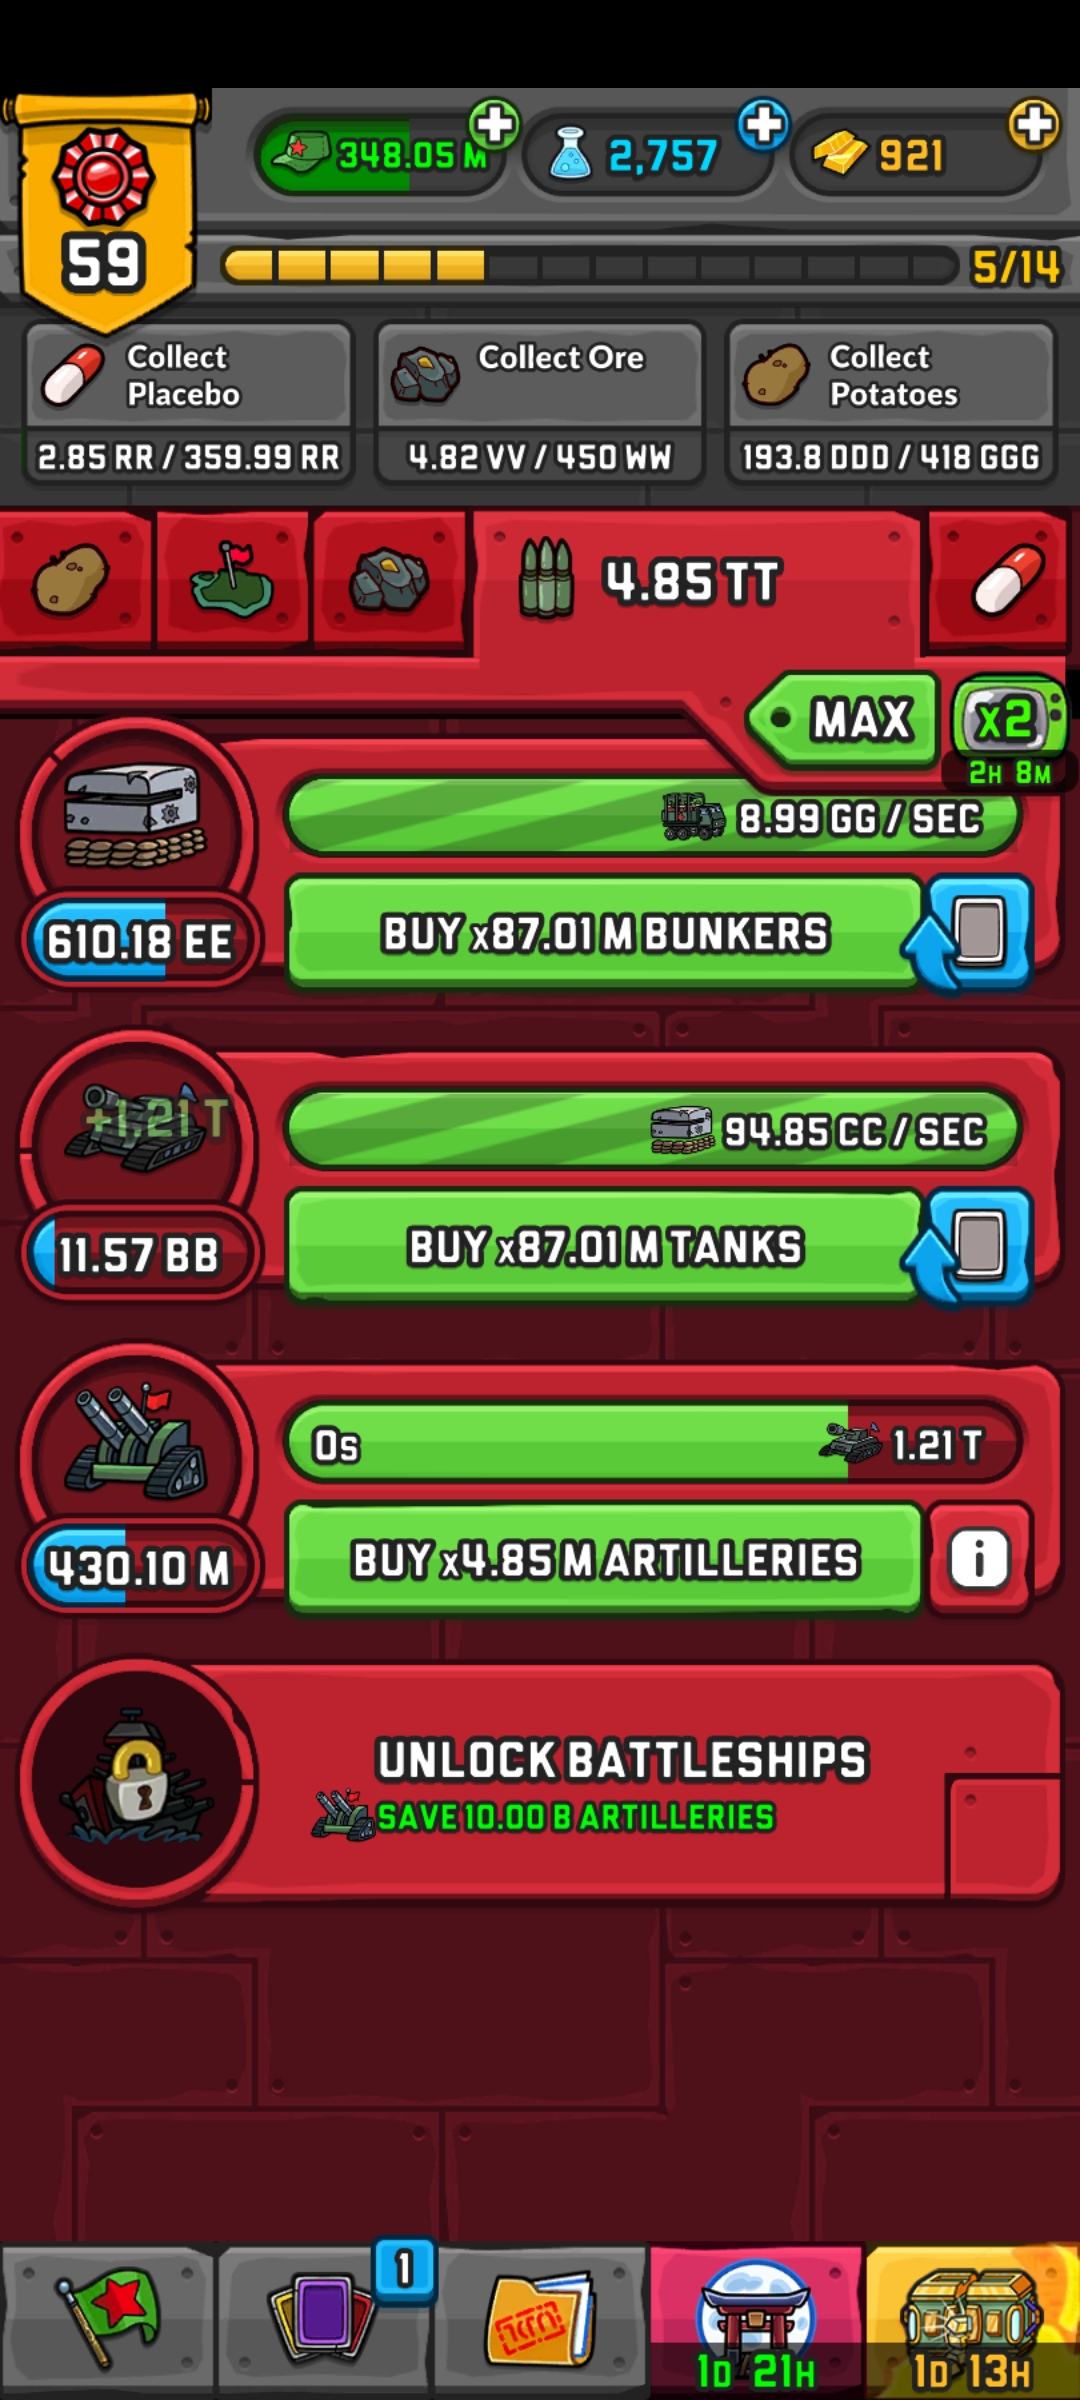 59
348.05 M
2,757
921
5/14
Collect
Placebo
2.85 RR / 359.99 RR
Collect Ore
4.82 VV / 450 WW
Collect
Potatoes
193.8 DDD / 418 GGG
4.85 TT
MAX
x2
2H 8M
8.99 GG / SEC
610.18 EE
BUY x87.01 M BUNKERS
+1.21 T
94.85 CC / SEC
11.57 BB
BUY x87.01 M TANKS
0s
1.21 T
430.10 M
BUY x4.85 M ARTILLERIES
i
UNLOCK BATTLESHIPS
SAVE 10.00 B ARTILLERIES
1
1D 21H
1D 13H